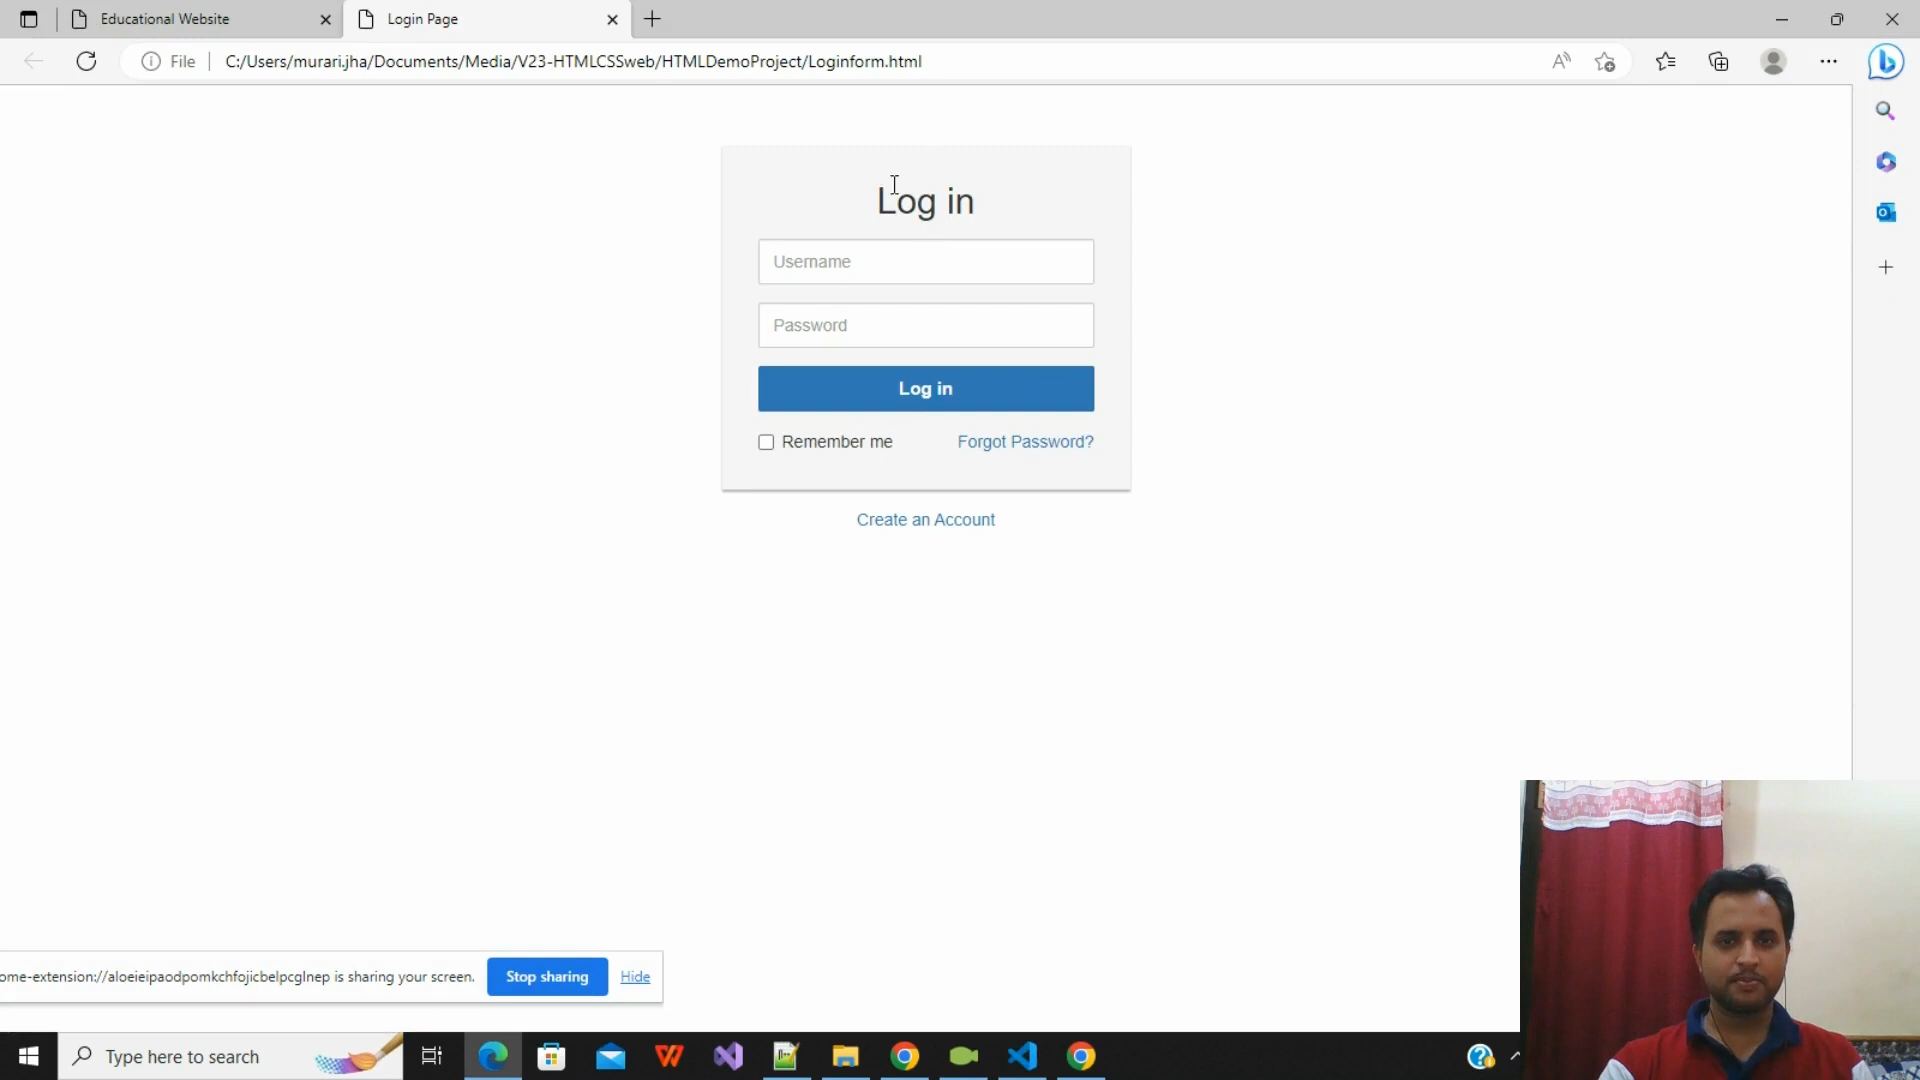 Educational Website
Login Page
File
C:/Users/murari.jha/Documents/Media/V23-HTMLCSSweb/HTMLDemoProject/Loginform.html
Log in
Username
Password
Log in
Remember me
Forgot Password?
Create an Account
ome-extension://aloeieipaodpomkchfojicbelpcglnep is sharing your screen.
Stop sharing
Hide
Type here to search